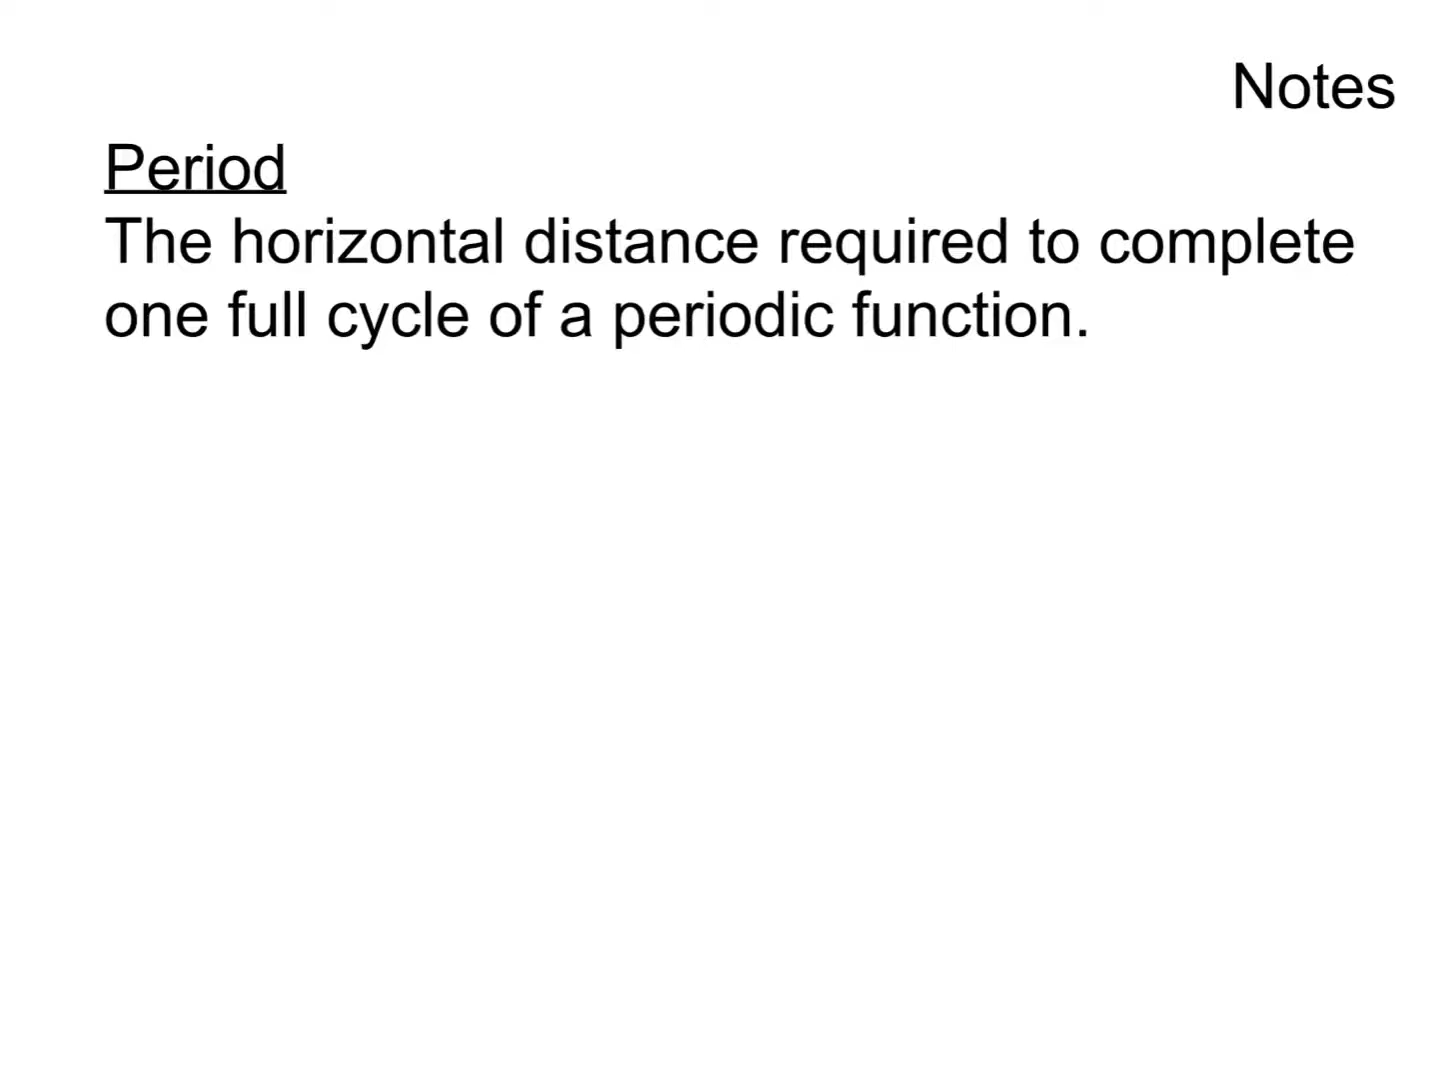 Notes
Period
The horizontal distance required to complete
one full cycle of a periodic function.